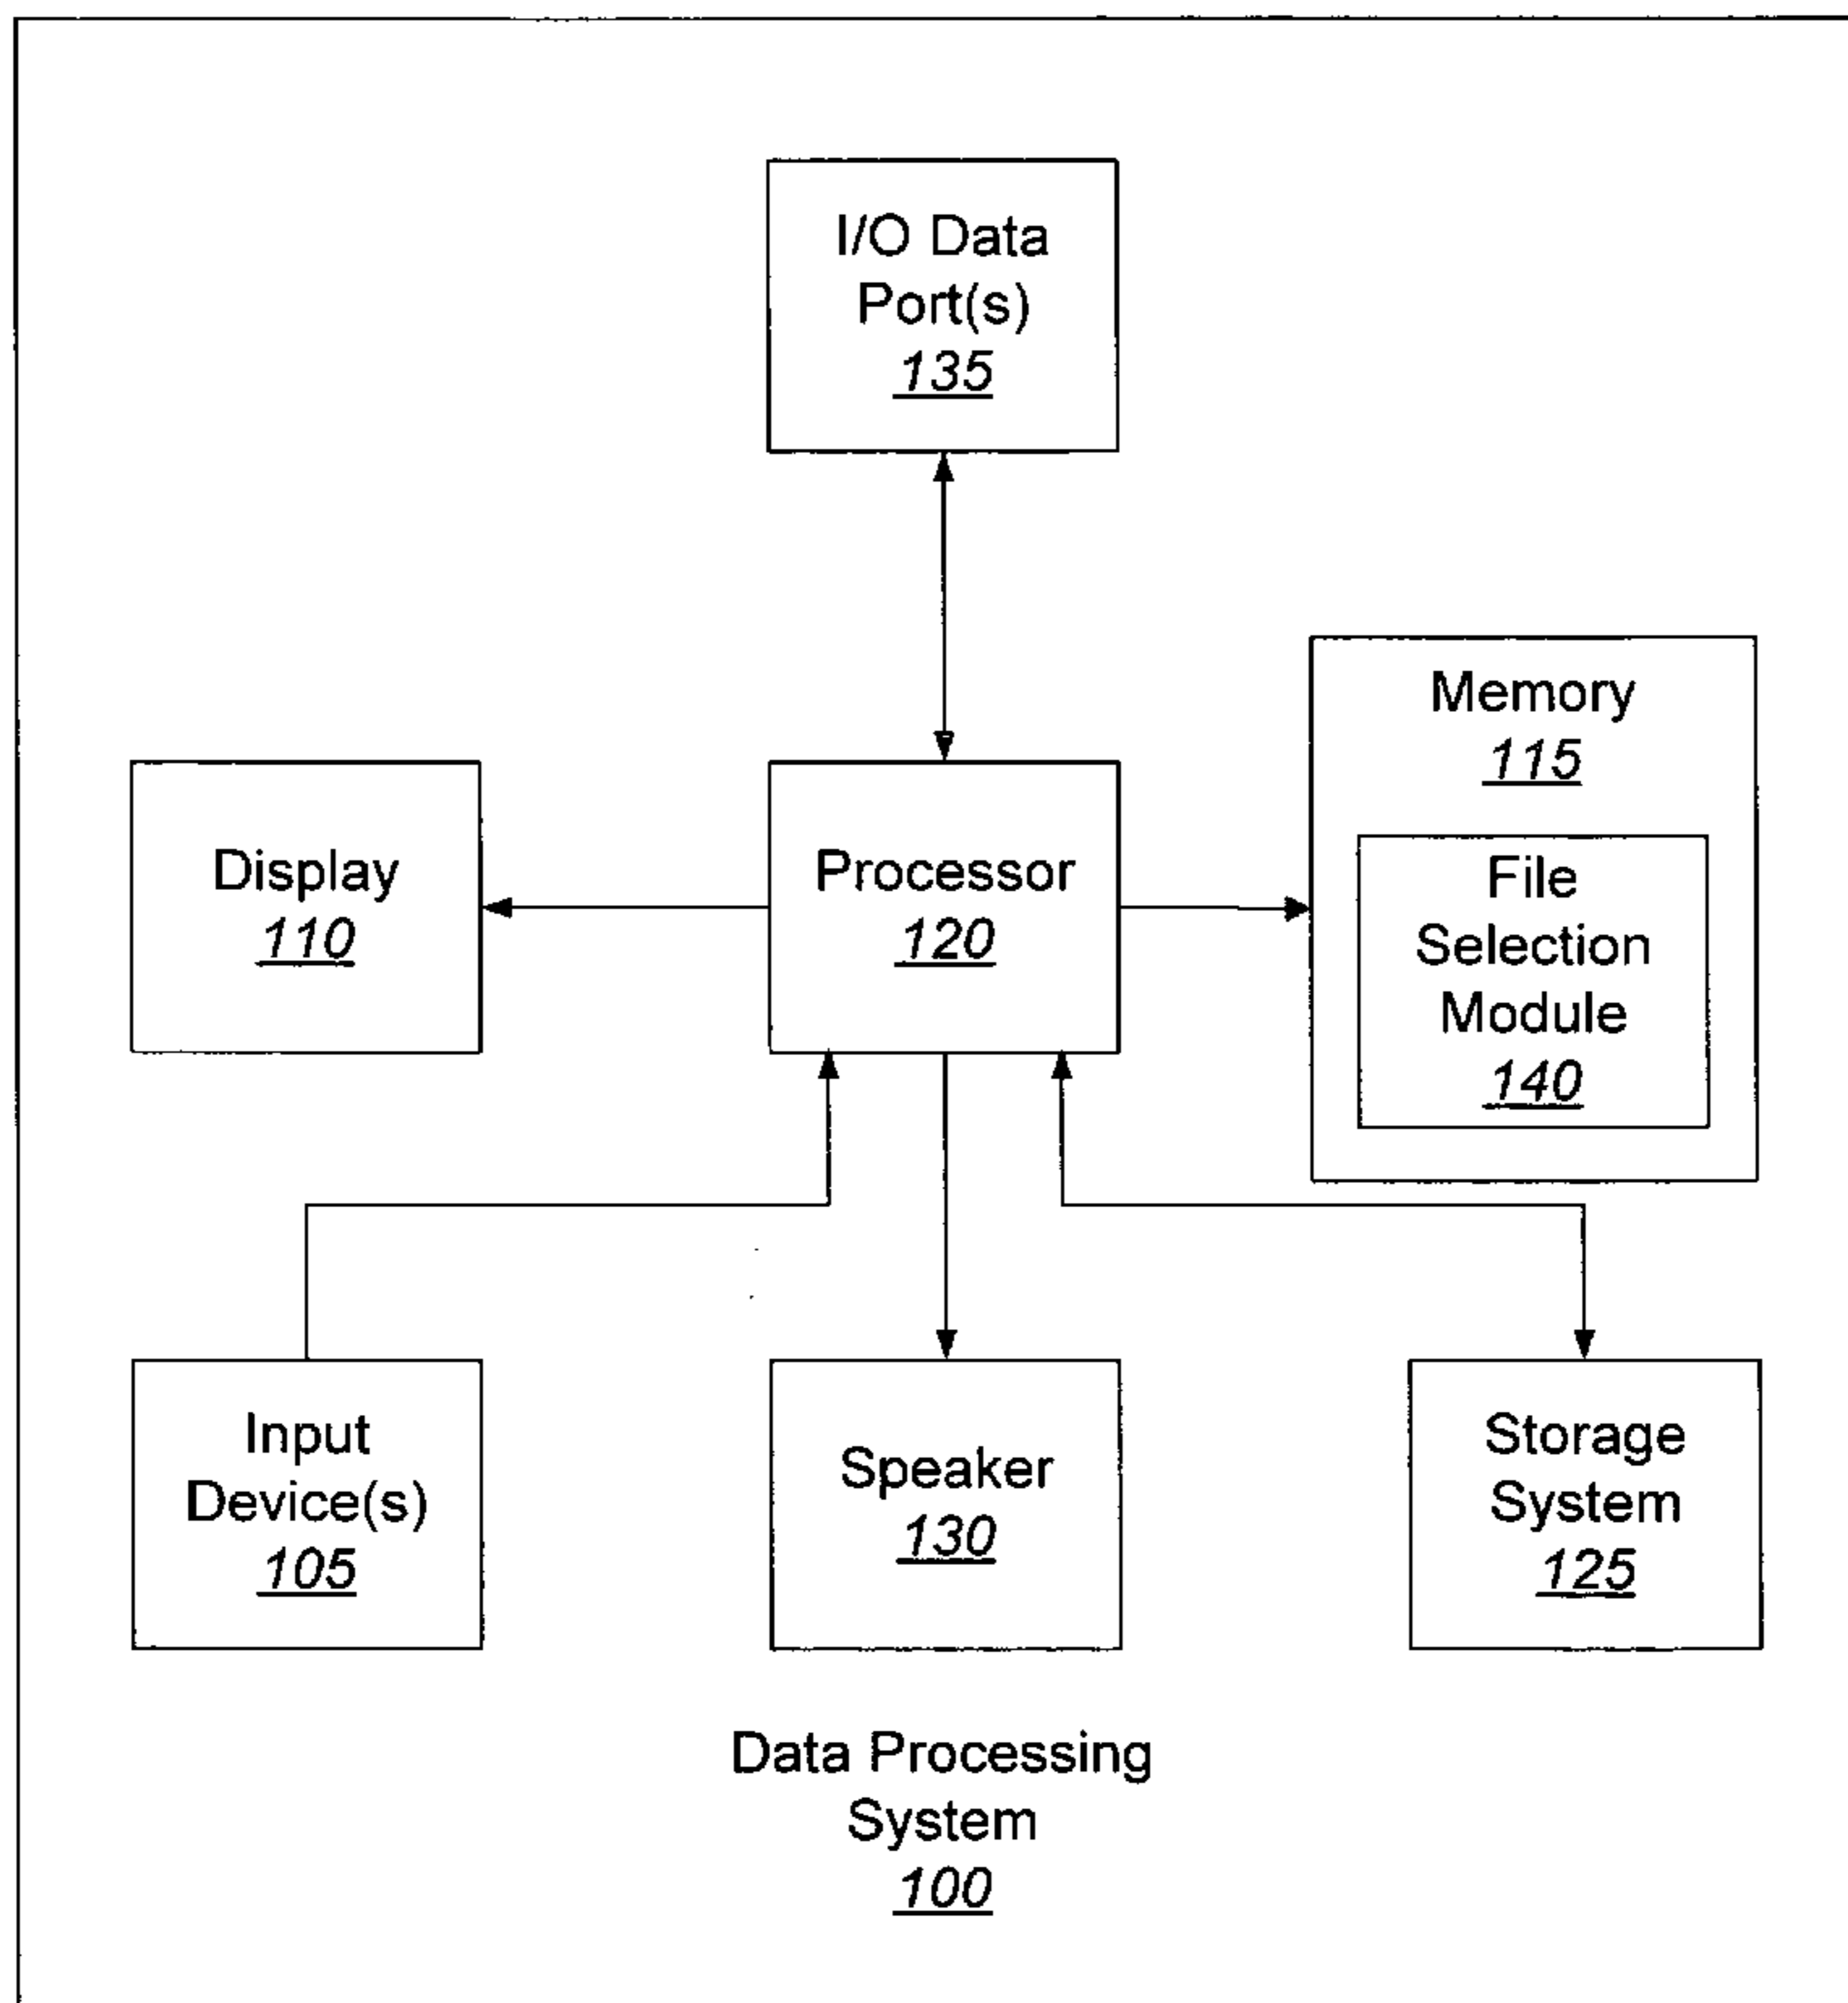 I/O Data
Port(s)
135
Memory
115
Display
110
Processor
120
File
Selection
Module
140
Input
Device(s)
105
Speaker
130
Storage
System
125
Data Processing
System
100